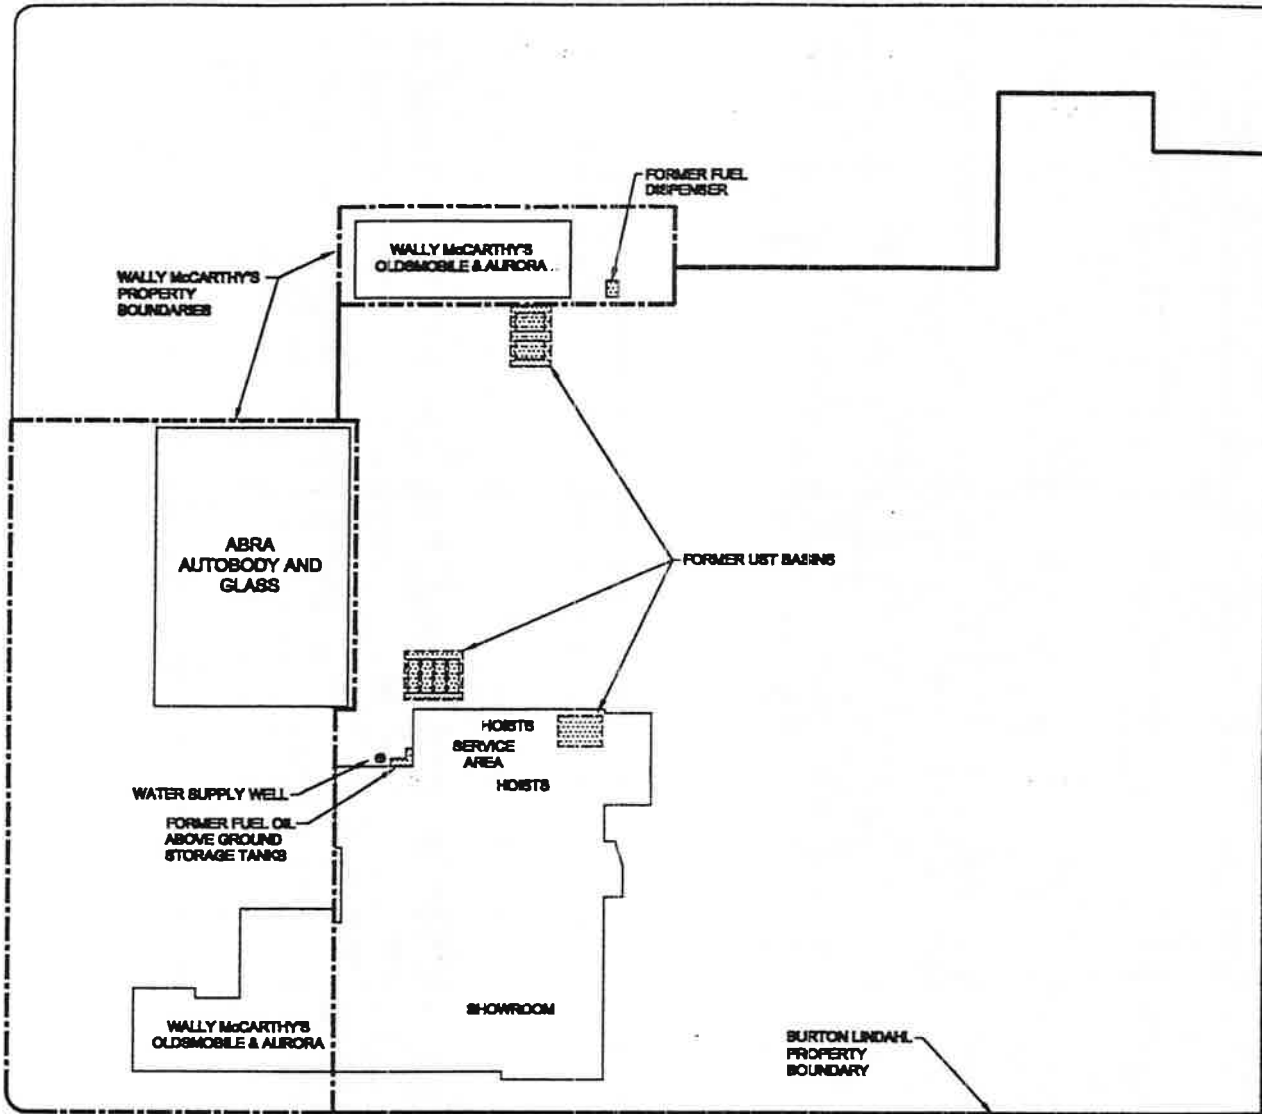 FORMER FUEL
DISPENSER
WALLY McCARTHY'S
OLDSMOBILE & AURORA
WALLY McCARTHY'S
PROPERTY
BOUNDARIES
ABRA
AUTOBODY AND
GLASS
FORMER UST BASINS
HOISTS
SERVICE
AREA
HOISTS
WATER SUPPLY WELL
FORMER FUEL OIL
ABOVE GROUND
STORAGE TANKS
SHOWROOM
WALLY McCARTHY'S
OLDSMOBILE & AURORA
BURTON LINDAHL
PROPERTY
BOUNDARY